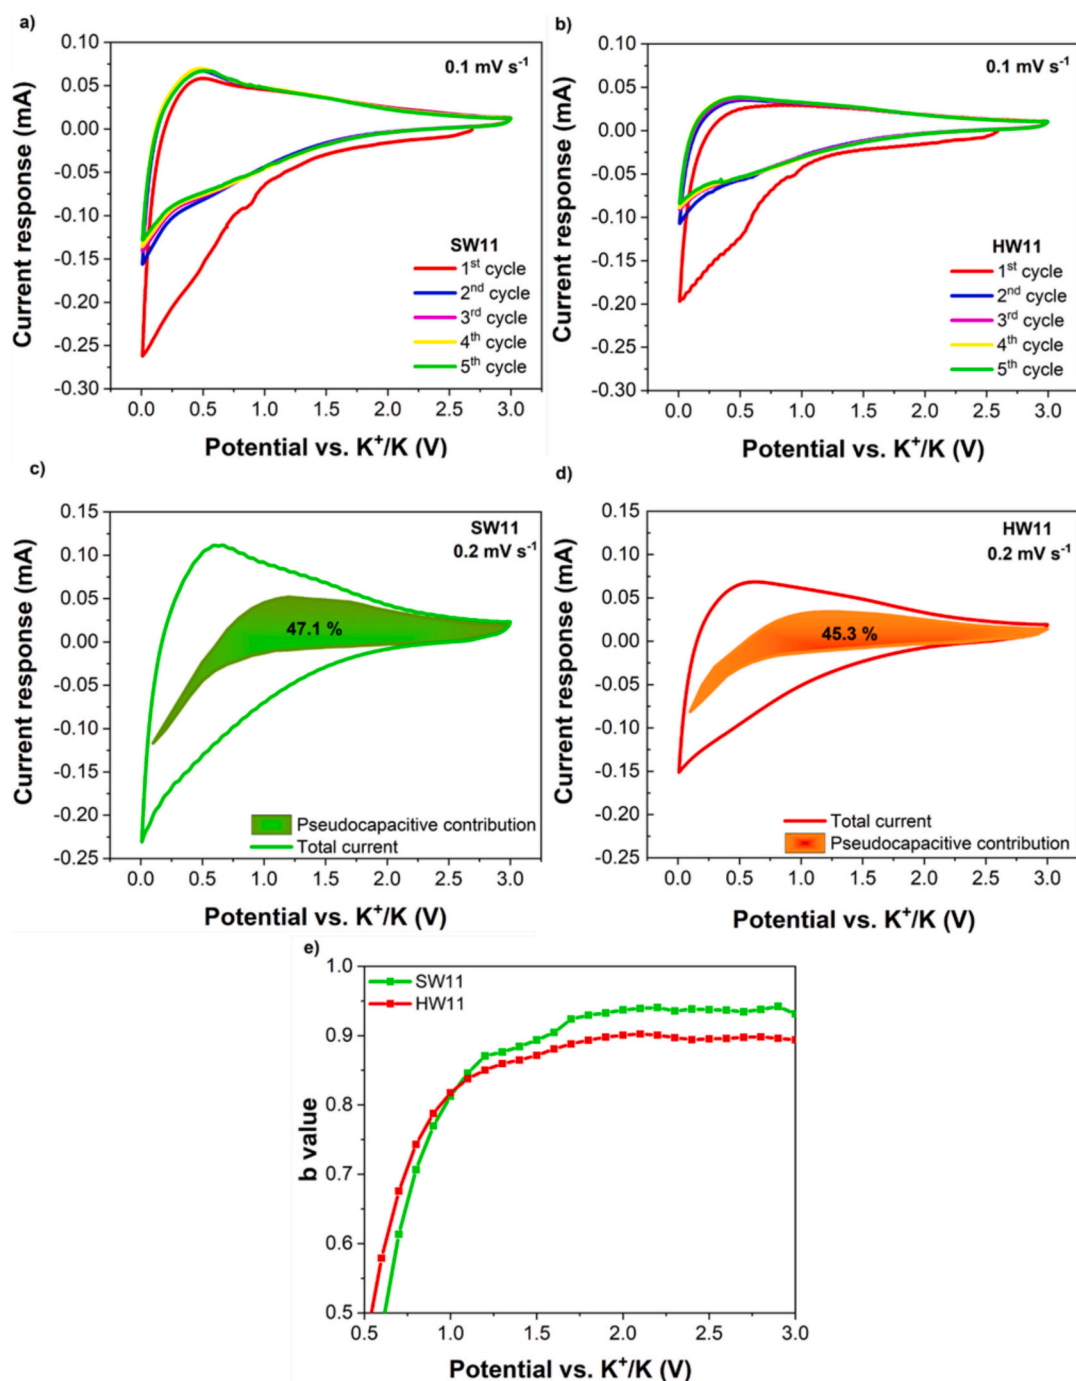 a)
0.10
0.05
0.00
-0.05
-0.10
-0.15
-0.20
-0.25
-0.30
Current response (mA)
0.1 mV s⁻¹
SW11
1st cycle
2nd cycle
3rd cycle
4th cycle
5th cycle
0.0 0.5 1.0 1.5 2.0 2.5 3.0
Potential vs. K⁺/K (V)
b)
0.10
0.05
0.00
-0.05
-0.10
-0.15
-0.20
-0.25
-0.30
Current response (mA)
0.1 mV s⁻¹
HW11
1st cycle
2nd cycle
3rd cycle
4th cycle
5th cycle
0.0 0.5 1.0 1.5 2.0 2.5 3.0
Potential vs. K⁺/K (V)
c)
0.15
0.10
0.05
0.00
-0.05
-0.10
-0.15
-0.20
-0.25
Current response (mA)
SW11
0.2 mV s⁻¹
47.1 %
Pseudocapacitive contribution
Total current
0.0 0.5 1.0 1.5 2.0 2.5 3.0
Potential vs. K⁺/K (V)
d)
0.15
0.10
0.05
0.00
-0.05
-0.10
-0.15
-0.20
-0.25
Current response (mA)
HW11
0.2 mV s⁻¹
45.3 %
Total current
Pseudocapacitive contribution
0.0 0.5 1.0 1.5 2.0 2.5 3.0
Potential vs. K⁺/K (V)
e)
1.0
0.9
0.8
0.7
0.6
0.5
b value
SW11
HW11
0.5 1.0 1.5 2.0 2.5 3.0
Potential vs. K⁺/K (V)